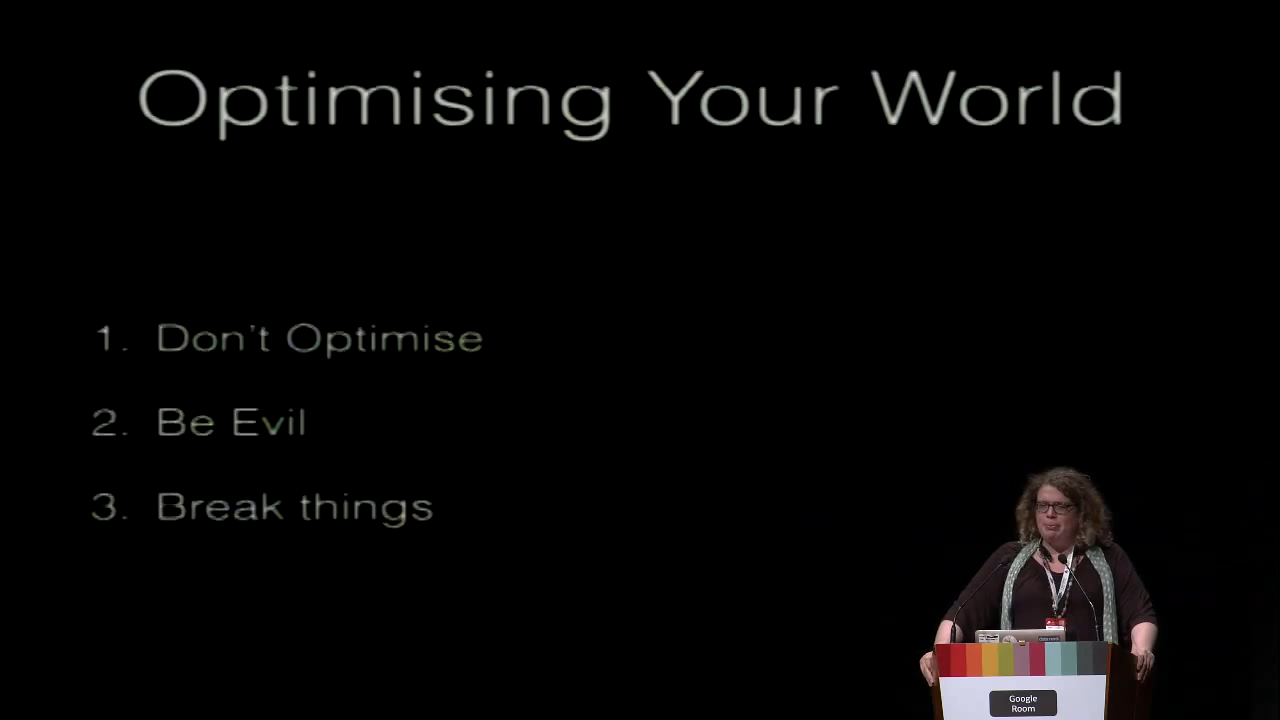 Optimising Your World
1. Don't Optimise
2. Be Evil
3. Break things
Google
Room